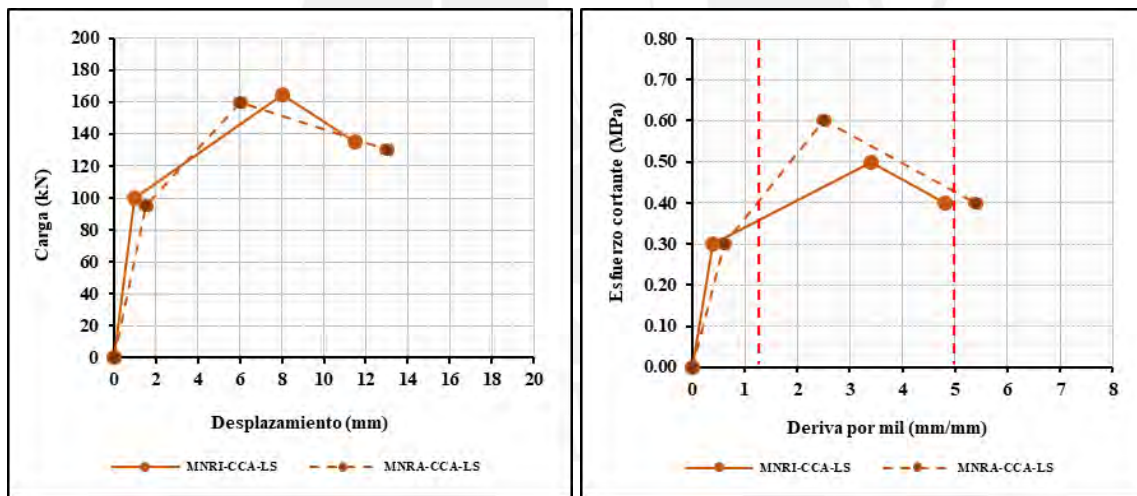 200
180
160
140
120
100
80
60
40
20
0
Carga (kN)
0 2 4 6 8 10 12 14 16 18 20
Desplazamiento (mm)
MNRI-CCA-LS MNRA-CCA-LS
0.80
0.70
0.60
0.50
0.40
0.30
0.20
0.10
0.00
Esfuerzo cortante (MPa)
0 1 2 3 4 5 6 7 8
Deriva por mil (mm/mm)
MNRI-CCA-LS MNRA-CCA-LS